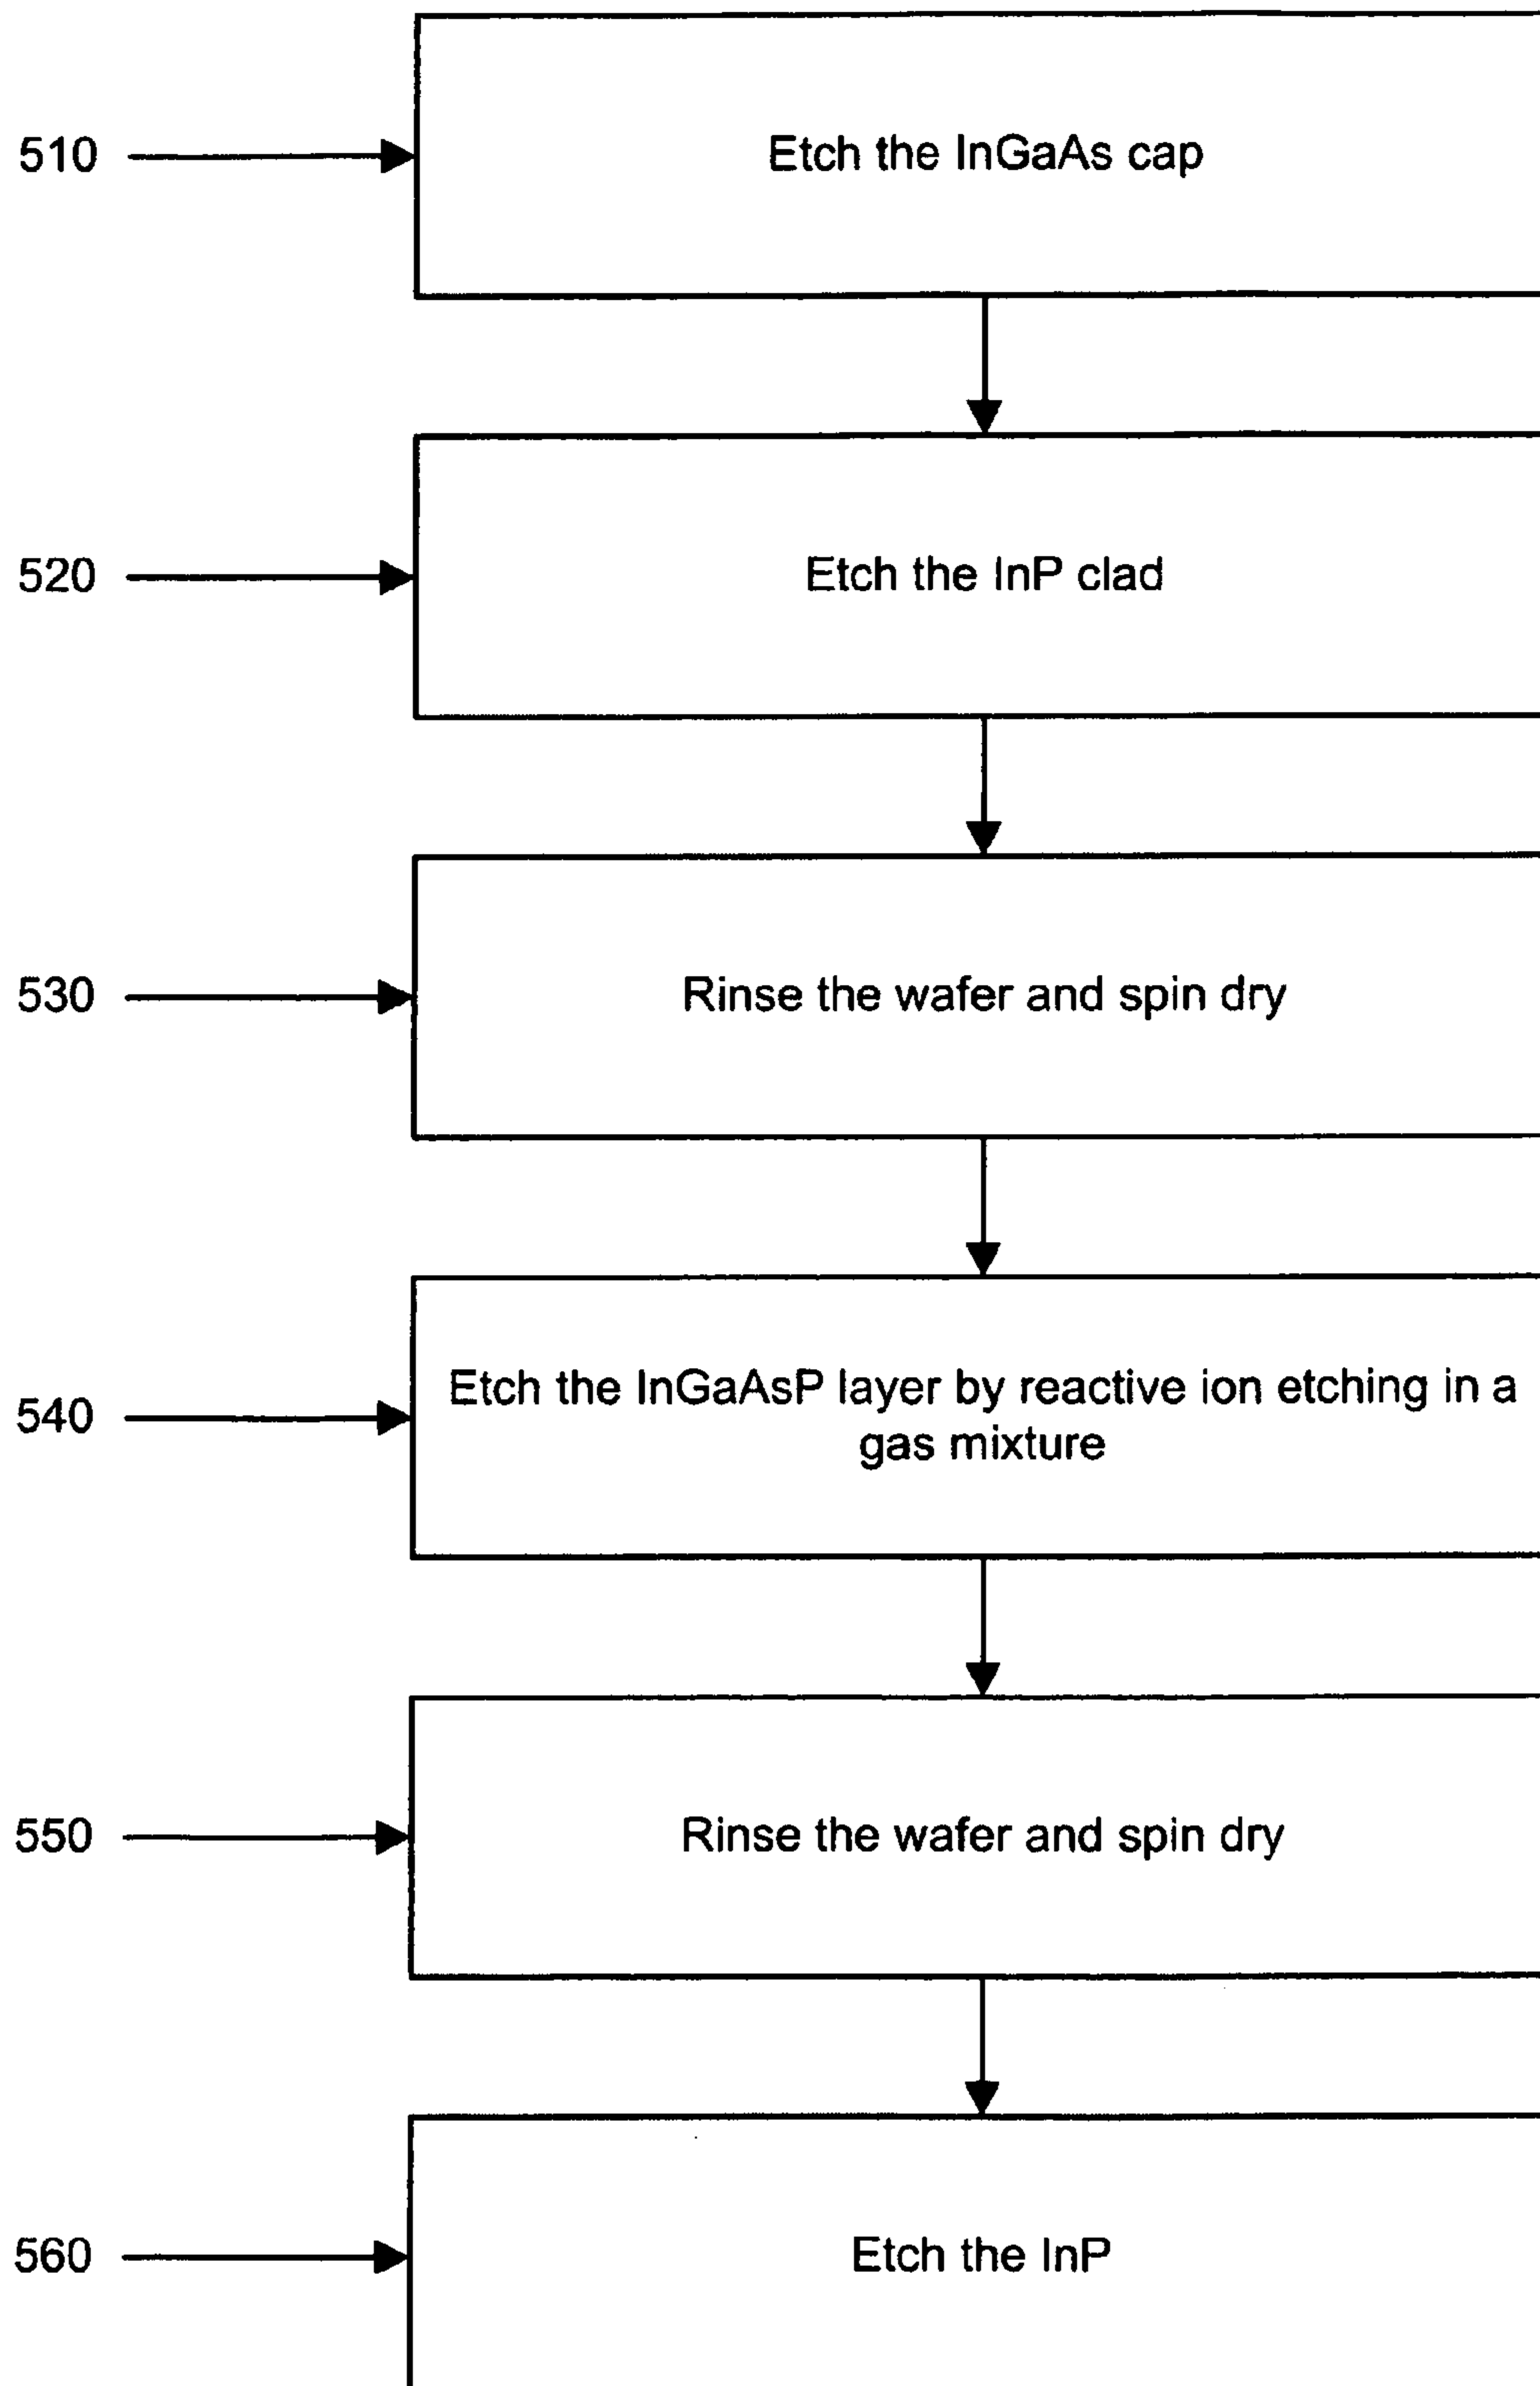 510
Etch the InGaAs cap
520
Etch the InP clad
530
Rinse the wafer and spin dry
540
Etch the InGaAsP layer by reactive ion etching in a
gas mixture
550
Rinse the wafer and spin dry
560
Etch the InP